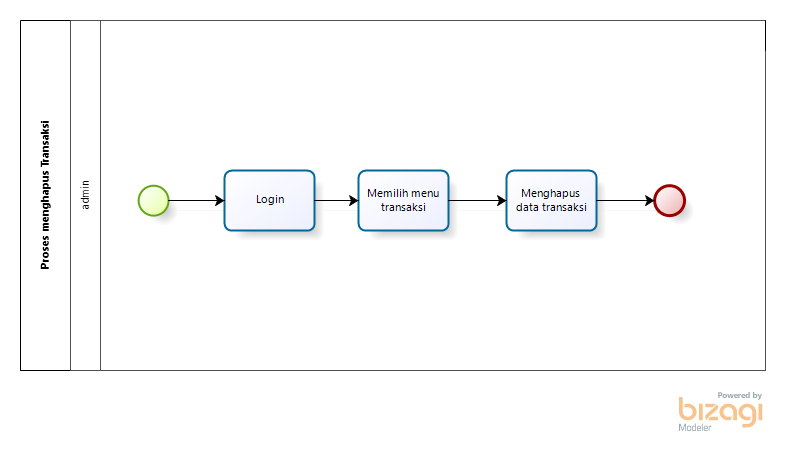 Proses menghapus Transaksi
admin
Login
Memilih menu
transaksi
Menghapus
data transaksi
Powered by
bizagi
Modeler